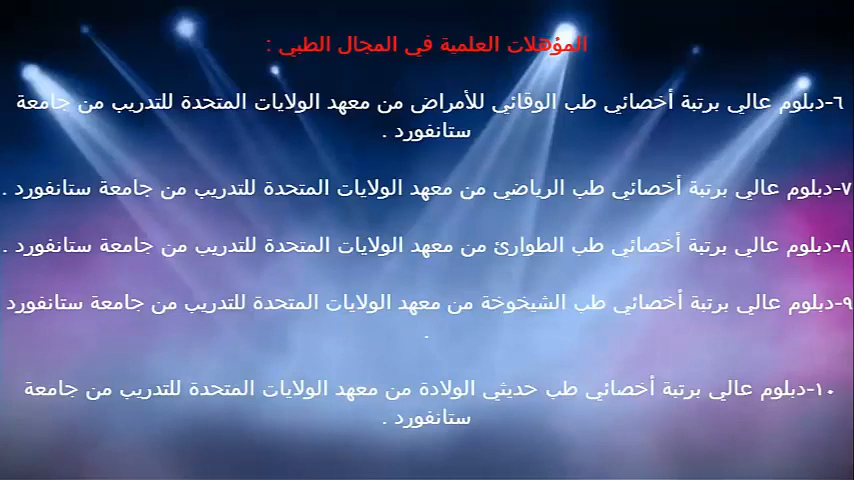 المؤهلات العلمية في المجال الطبي :
٦-دبلوم عالي برتبة أخصائي طب الوقائي للأمراض من معهد الولايات المتحدة للتدريب من جامعة
ستانفورد .
٧-دبلوم عالي برتبة أخصائي طب الرياضي من معهد الولايات المتحدة للتدريب من جامعة ستانفورد .
٨-دبلوم عالي برتبة أخصائي طب الطوارئ من معهد الولايات المتحدة للتدريب من جامعة ستانفورد .
٩-دبلوم عالي برتبة أخصائي طب الشيخوخة من معهد الولايات المتحدة للتدريب من جامعة ستانفورد
.
١٠-دبلوم عالي برتبة أخصائي طب حديثي الولادة من معهد الولايات المتحدة للتدريب من جامعة
ستانفورد .